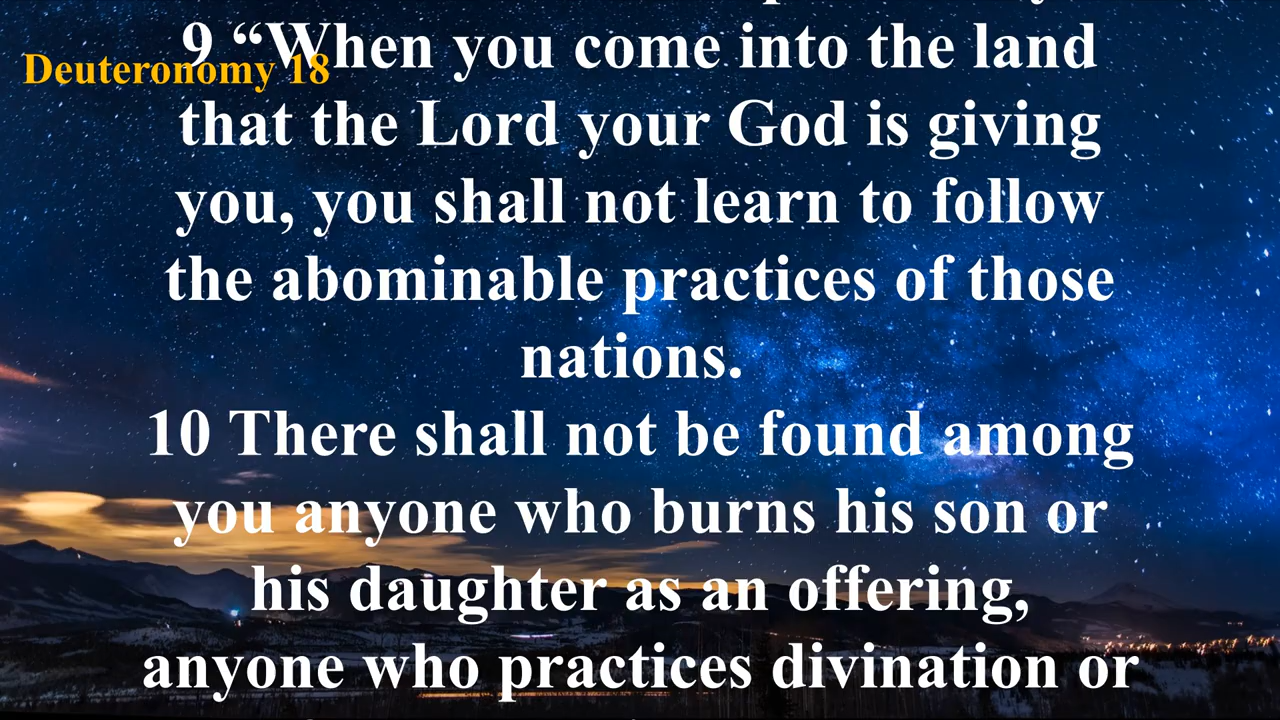 9 “When you come into the land
Deuteronomy 18
that the Lord your God is giving
you, you shall not learn to follow
the abominable practices of those
nations.
10 There shall not be found among
you anyone who burns his son or
his daughter as an offering,
anyone who practices divination or